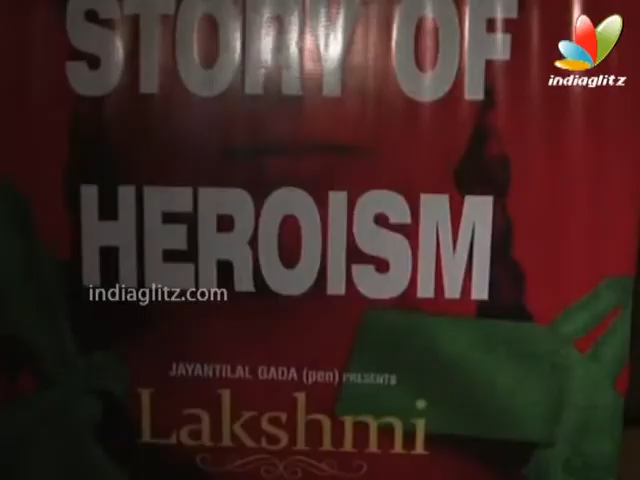 STORY OF
indiaglitz
HEROISM
indiaglitz.com
JAYANTILAL GADA (pen) PRESENTS
Lakshmi